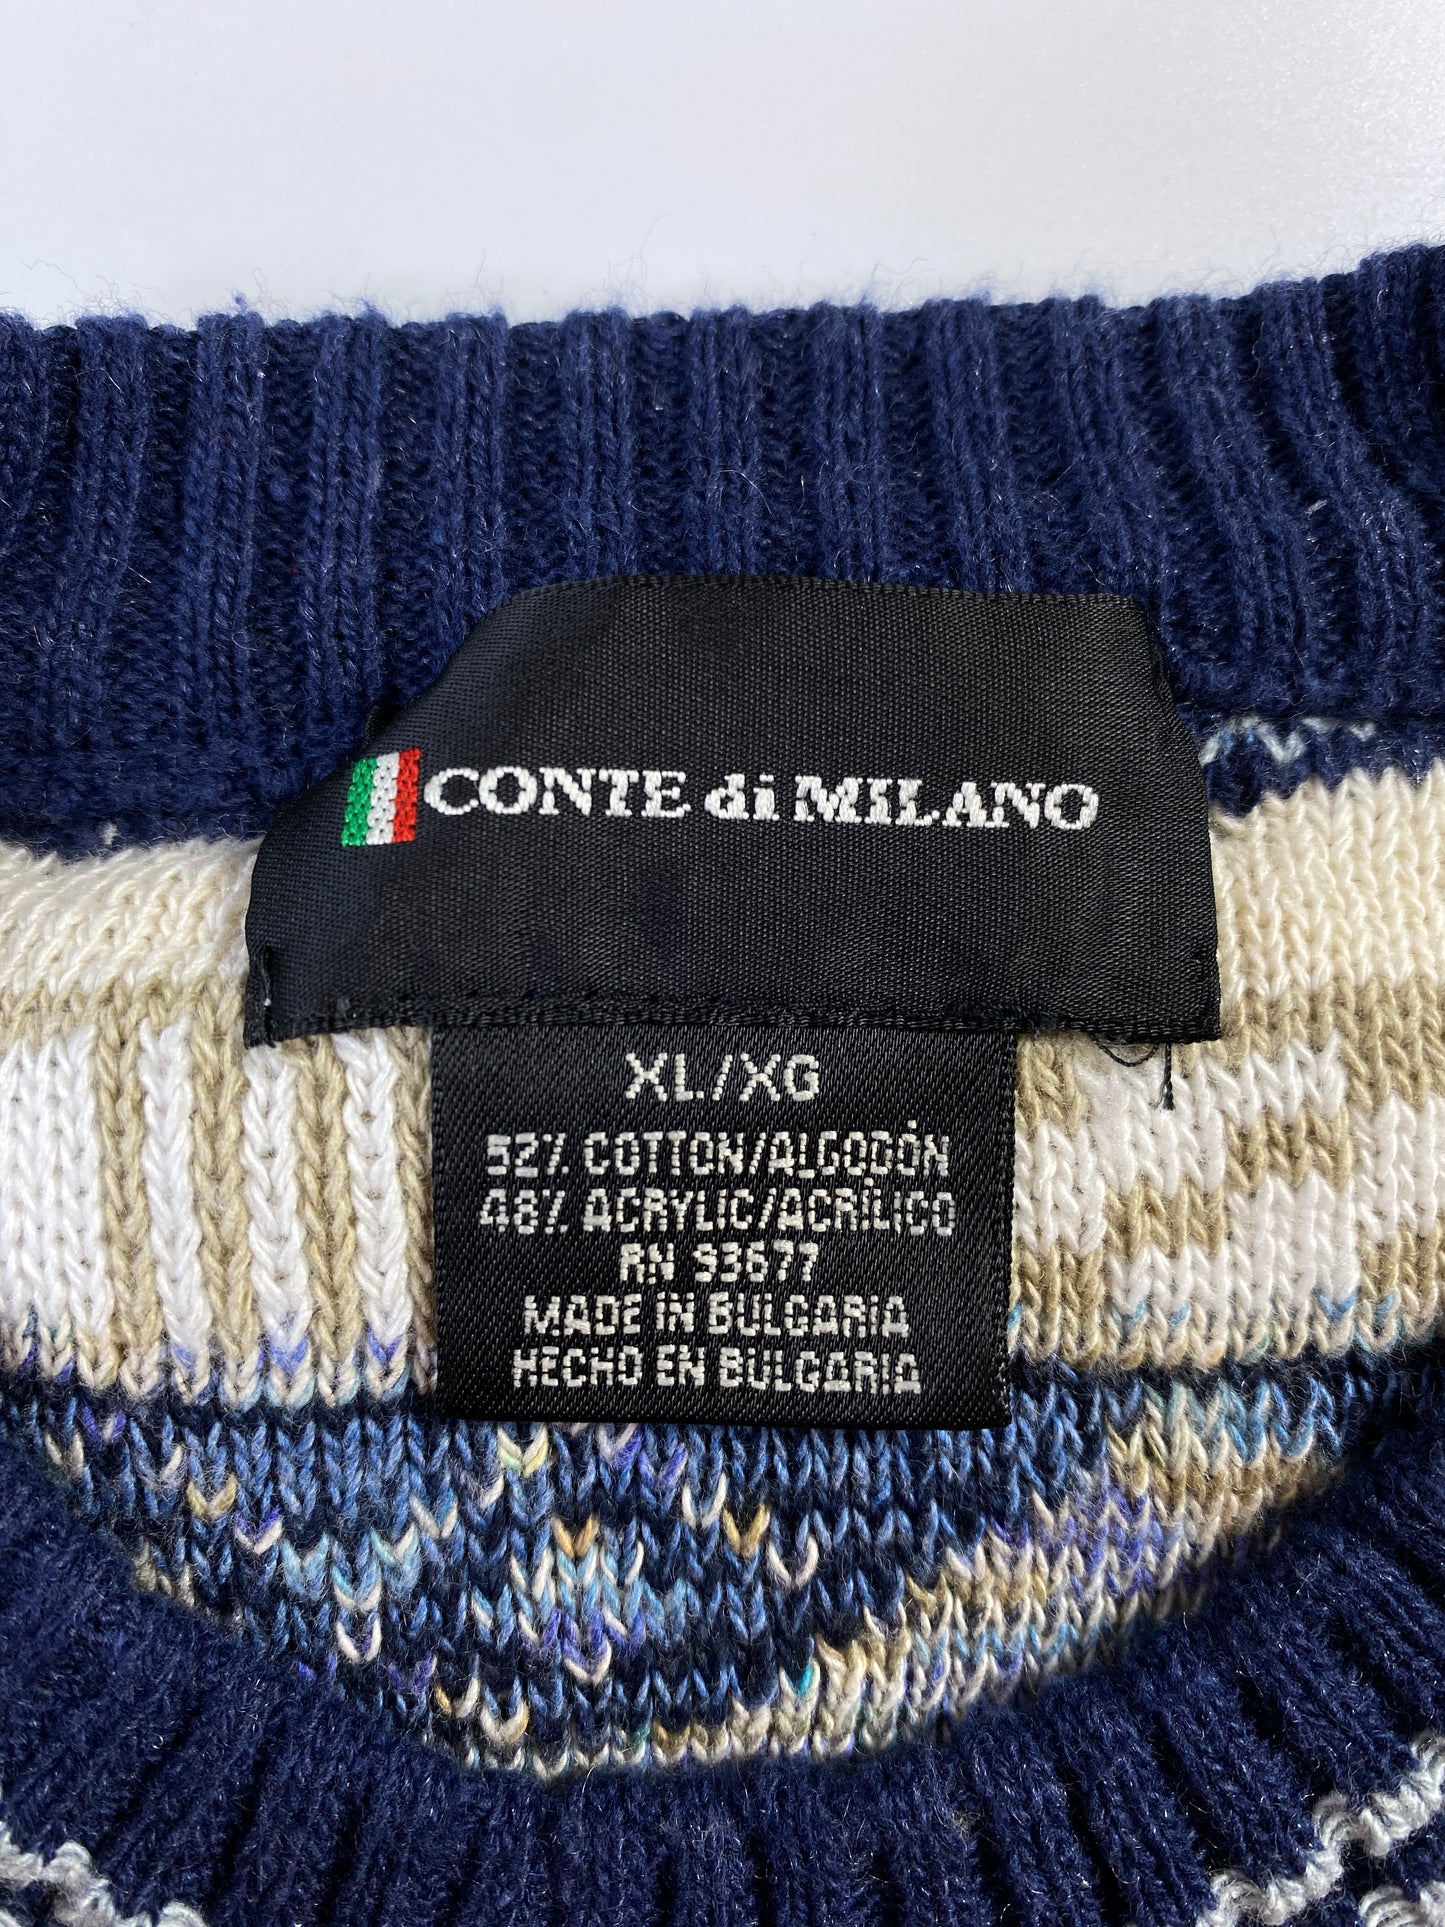 CONTE di MILANO
XL/XG
52% COTTON/ALGODÓN
48% ACRYLIC/ACRÍLICO
RN 93677
MADE IN BULGARIA
HECHO EN BULGARIA